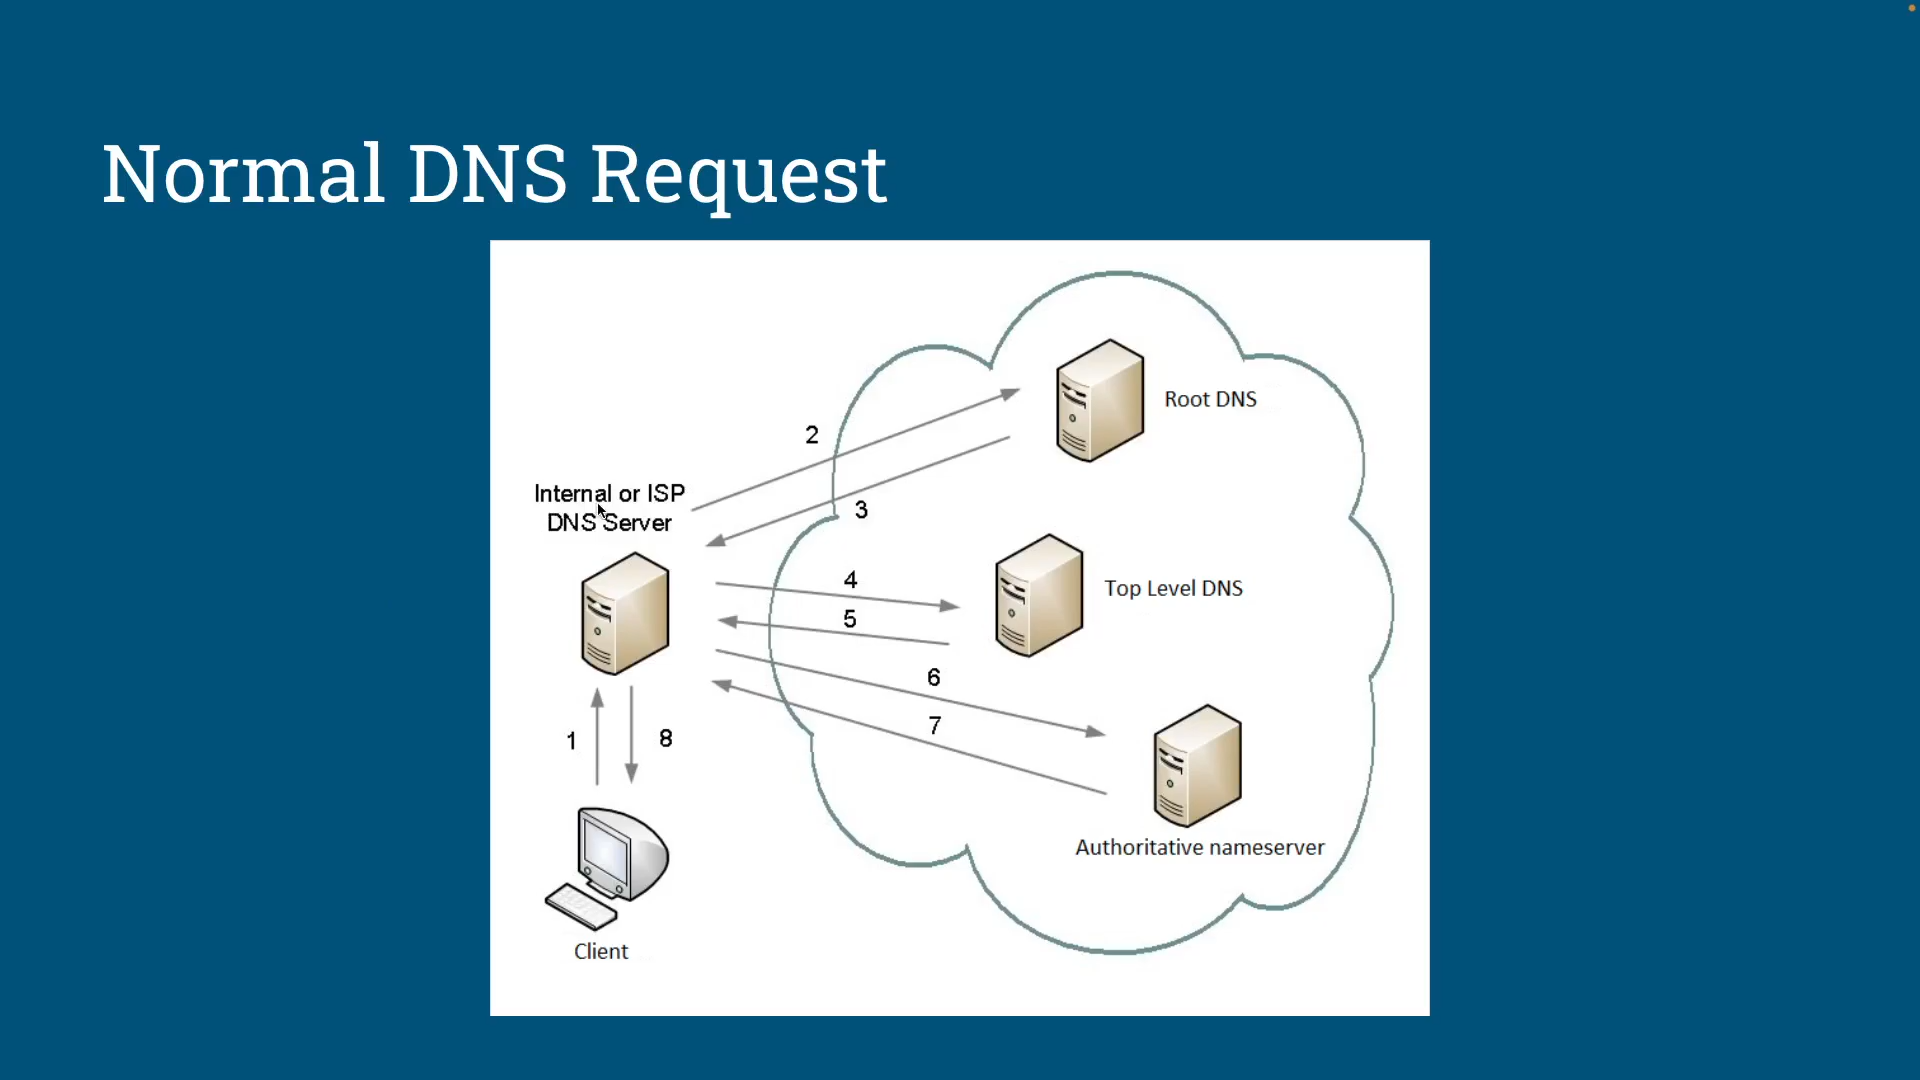 Normal DNS Request
Root DNS
2
Internal or ISP
DNS Server
3
4
Top Level DNS
5
6
7
1
8
Authoritative nameserver
Client